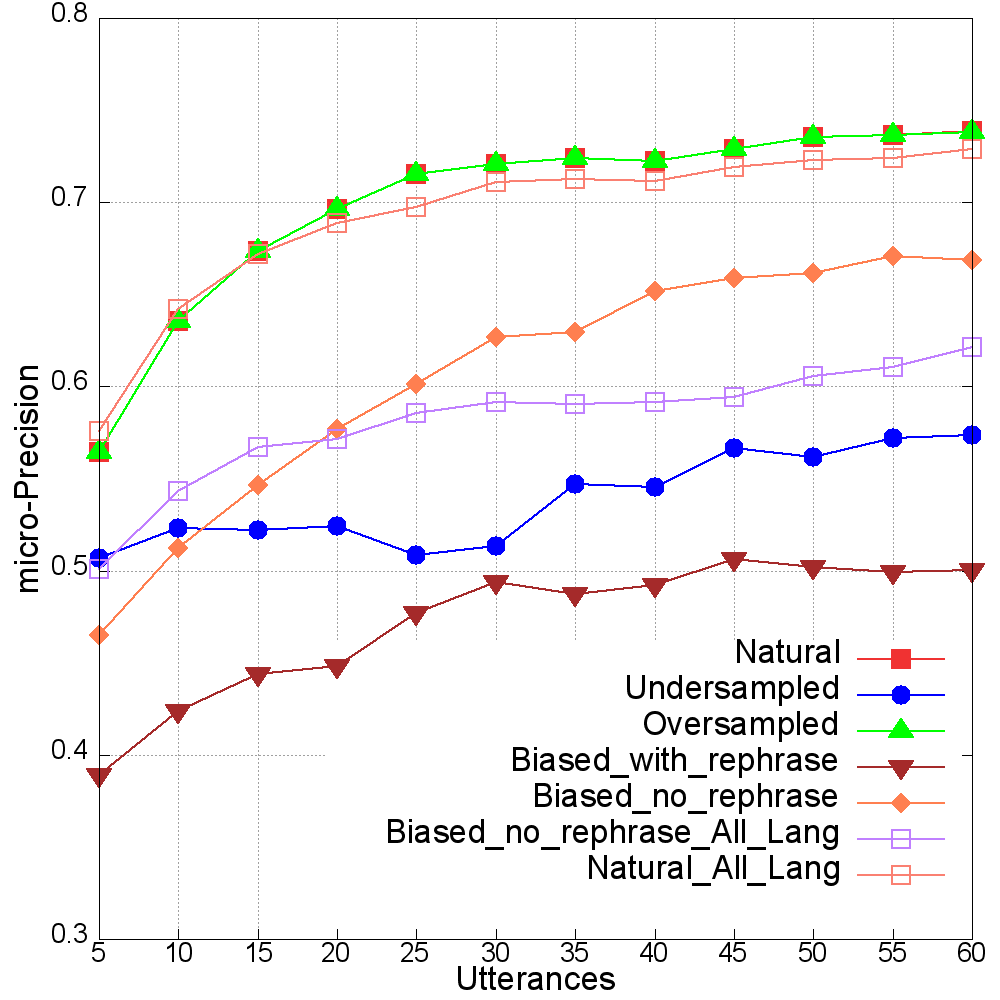 0.8
0.7
0.6
0.5
0.4
0.3
micro-Precision
Natural
Undersampled
Oversampled
Biased_with_rephrase
Biased_no_rephrase
Biased_no_rephrase_All_Lang
Natural_All_Lang
5 10 15 20 25 30 35 40 45 50 55 60
Utterances